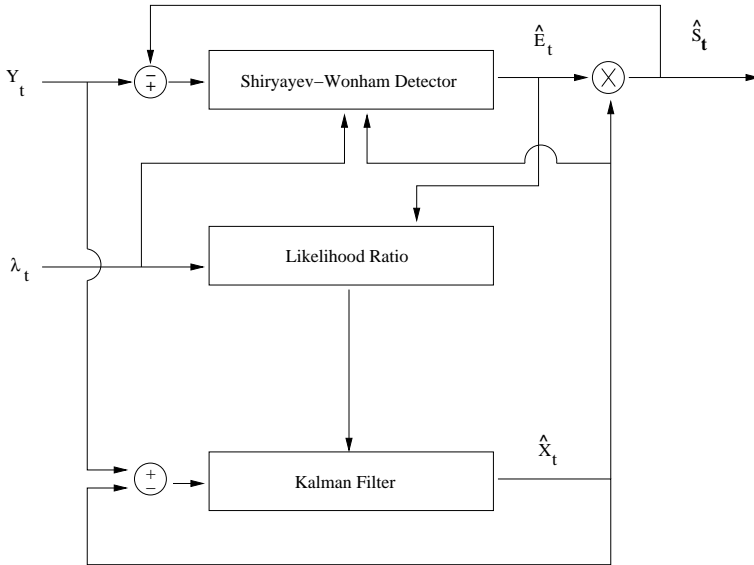 Ê_t
Ŝ_t
Y_t
−
+
Shiryayev−Wonham Detector
×
λ_t
Likelihood Ratio
X̂_t
+
−
Kalman Filter